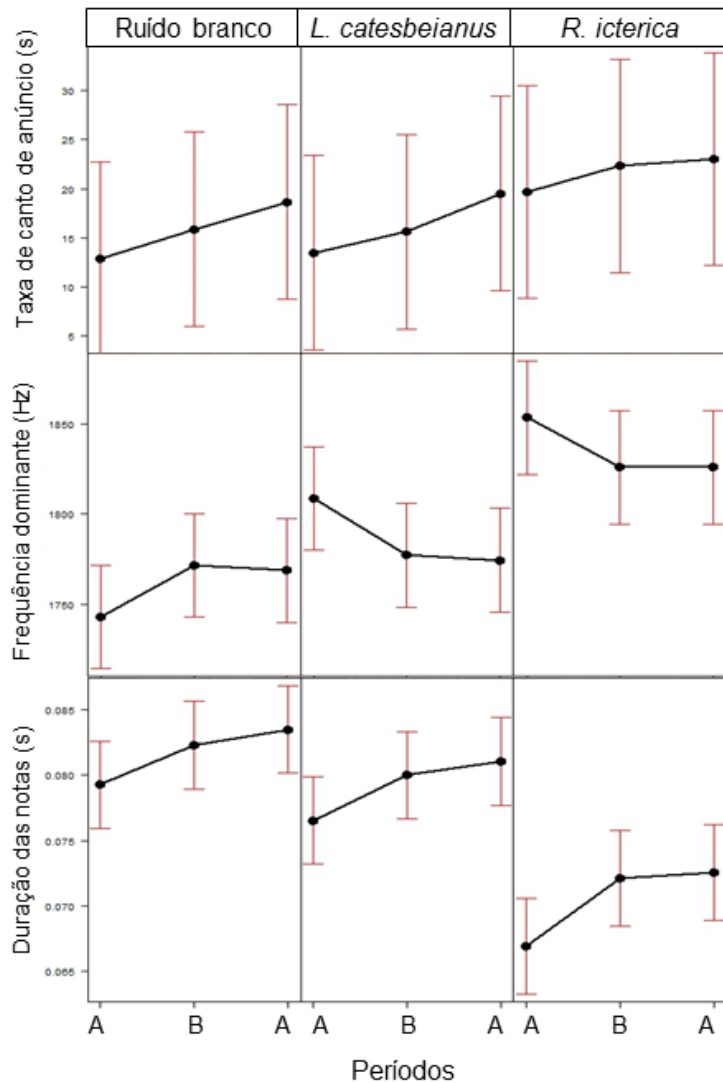 Ruído branco
L. catesbeianus
R. icterica
Taxa de canto de anúncio (s)
30
25
20
15
10
5
Frequência dominante (Hz)
1850
1800
1750
Duração das notas (s)
0.085
0.080
0.075
0.070
0.065
A B A A B A A B A
Períodos